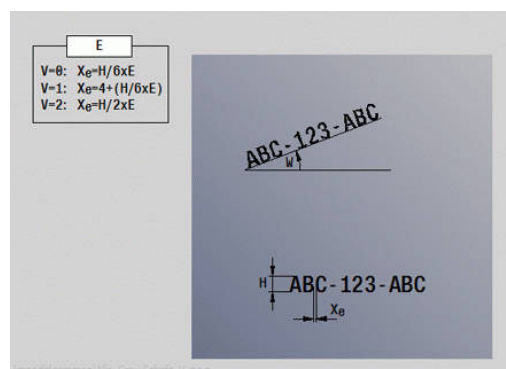 E
V=0: Xe=H/6xE
V=1: Xe=4+(H/6xE)
V=2: Xe=H/2xE
ABC-123-ABC
W
H
ABC-123-ABC
Xe